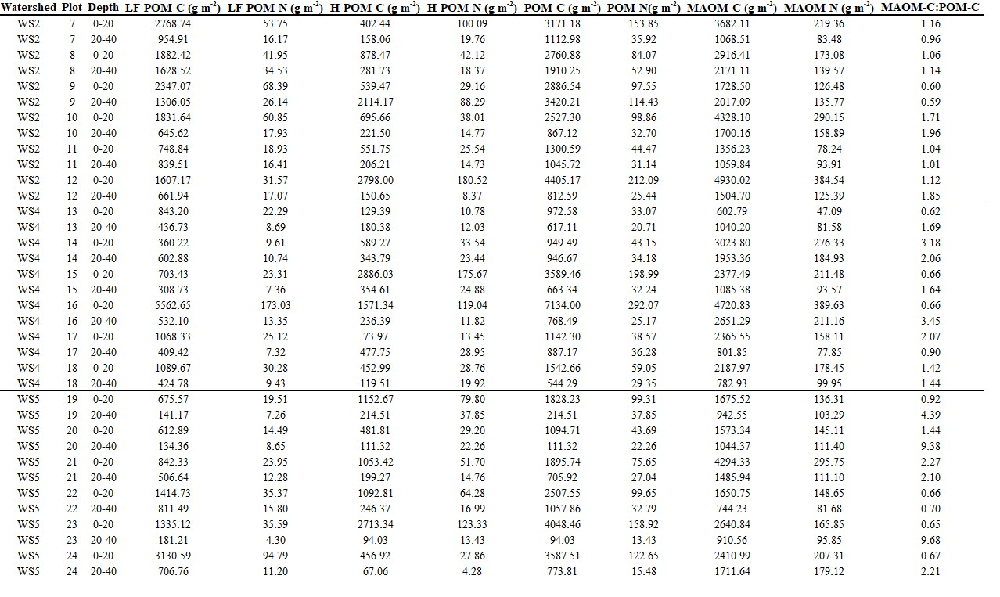 Watershed Plot Depth LF-POM-C (g m-2) LF-POM-N (g m-2) H-POM-C (g m-2) H-POM-N (g m-2) POM-C (g m-2) POM-N(g m-2) MAOM-C (g m-2) MAOM-N (g m-2) MAOM-C:POM-C
WS2 7 0-20 2768.74 53.75 402.44 100.09 3171.18 153.85 3682.11 219.36 1.16
WS2 7 20-40 954.91 16.17 158.06 19.76 1112.98 35.92 1068.51 83.48 0.96
WS2 8 0-20 1882.42 41.95 878.47 42.12 2760.88 84.07 2916.41 173.08 1.06
WS2 8 20-40 1628.52 34.53 281.73 18.37 1910.25 52.90 2171.11 139.57 1.14
WS2 9 0-20 2347.07 68.39 539.47 29.16 2886.54 97.55 1728.50 126.48 0.60
WS2 9 20-40 1306.05 26.14 2114.17 88.29 3420.21 114.43 2017.09 135.77 0.59
WS2 10 0-20 1831.64 60.85 695.66 38.01 2527.30 98.86 4328.10 290.15 1.71
WS2 10 20-40 645.62 17.93 221.50 14.77 867.12 32.70 1700.16 158.89 1.96
WS2 11 0-20 748.84 18.93 551.75 25.54 1300.59 44.47 1356.23 78.24 1.04
WS2 11 20-40 839.51 16.41 206.21 14.73 1045.72 31.14 1059.84 93.91 1.01
WS2 12 0-20 1607.17 31.57 2798.00 180.52 4405.17 212.09 4930.02 384.54 1.12
WS2 12 20-40 661.94 17.07 150.65 8.37 812.59 25.44 1504.70 125.39 1.85
WS4 13 0-20 843.20 22.29 129.39 10.78 972.58 33.07 602.79 47.09 0.62
WS4 13 20-40 436.73 8.69 180.38 12.03 617.11 20.71 1040.20 81.58 1.69
WS4 14 0-20 360.22 9.61 589.27 33.54 949.49 43.15 3023.80 276.33 3.18
WS4 14 20-40 602.88 10.74 343.79 23.44 946.67 34.18 1953.36 184.93 2.06
WS4 15 0-20 703.43 23.31 2886.03 175.67 3589.46 198.99 2377.49 211.48 0.66
WS4 15 20-40 308.73 7.36 354.61 24.88 663.34 32.24 1085.38 93.57 1.64
WS4 16 0-20 5562.65 173.03 1571.34 119.04 7134.00 292.07 4720.83 389.63 0.66
WS4 16 20-40 532.10 13.35 236.39 11.82 768.49 25.17 2651.29 211.16 3.45
WS4 17 0-20 1068.33 25.12 73.97 13.45 1142.30 38.57 2365.55 158.11 2.07
WS4 17 20-40 409.42 7.32 477.75 28.95 887.17 36.28 801.85 77.85 0.90
WS4 18 0-20 1089.67 30.28 452.99 28.76 1542.66 59.05 2187.97 178.45 1.42
WS4 18 20-40 424.78 9.43 119.51 19.92 544.29 29.35 782.93 99.95 1.44
WS5 19 0-20 675.57 19.51 1152.67 79.80 1828.23 99.31 1675.52 136.31 0.92
WS5 19 20-40 141.17 7.26 214.51 37.85 214.51 37.85 942.55 103.29 4.39
WS5 20 0-20 612.89 14.49 481.81 29.20 1094.71 43.69 1573.34 145.11 1.44
WS5 20 20-40 134.36 8.65 111.32 22.26 111.32 22.26 1044.37 111.40 9.38
WS5 21 0-20 842.33 23.95 1053.42 51.70 1895.74 75.65 4294.33 295.75 2.27
WS5 21 20-40 506.64 12.28 199.27 14.76 705.92 27.04 1485.94 111.10 2.10
WS5 22 0-20 1414.73 35.37 1092.81 64.28 2507.55 99.65 1650.75 148.65 0.66
WS5 22 20-40 811.49 15.80 246.37 16.99 1057.86 32.79 744.23 81.68 0.70
WS5 23 0-20 1335.12 35.59 2713.34 123.33 4048.46 158.92 2640.84 165.85 0.65
WS5 23 20-40 181.21 4.30 94.03 13.43 94.03 13.43 910.56 95.85 9.68
WS5 24 0-20 3130.59 94.79 456.92 27.86 3587.51 122.65 2410.99 207.31 0.67
WS5 24 20-40 706.76 11.20 67.06 4.28 773.81 15.48 1711.64 179.12 2.21